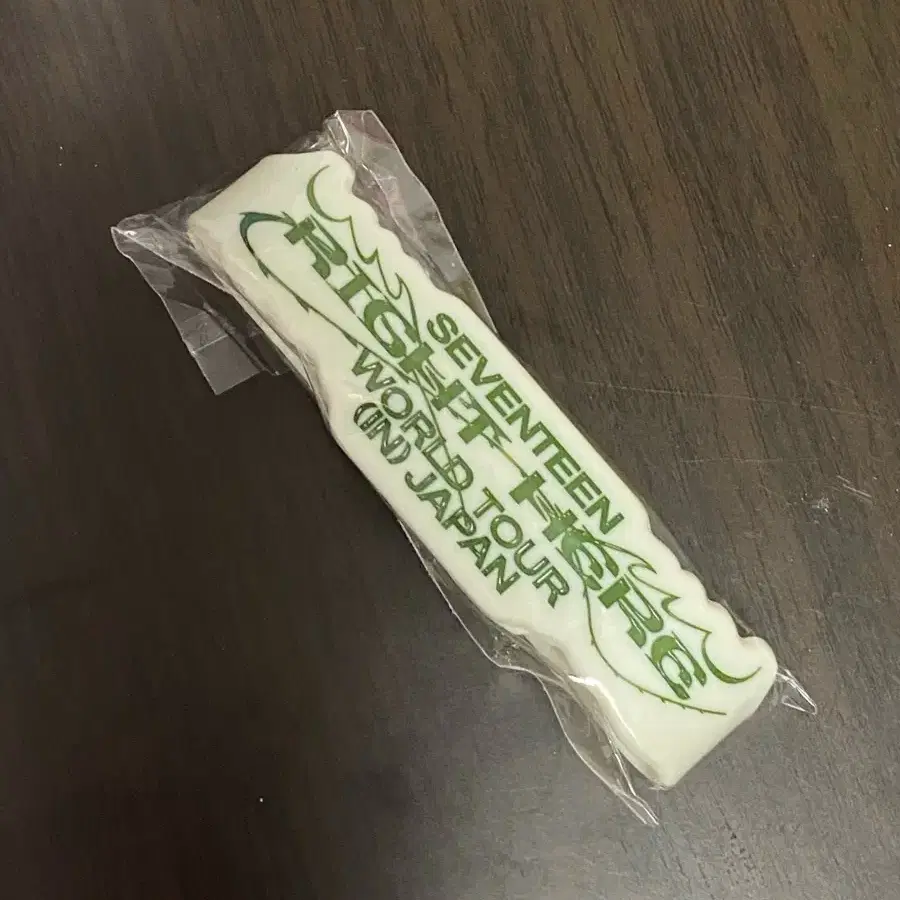 SEVENTEEN
RIGHT HERE
WORLD TOUR
(IN) JAPAN